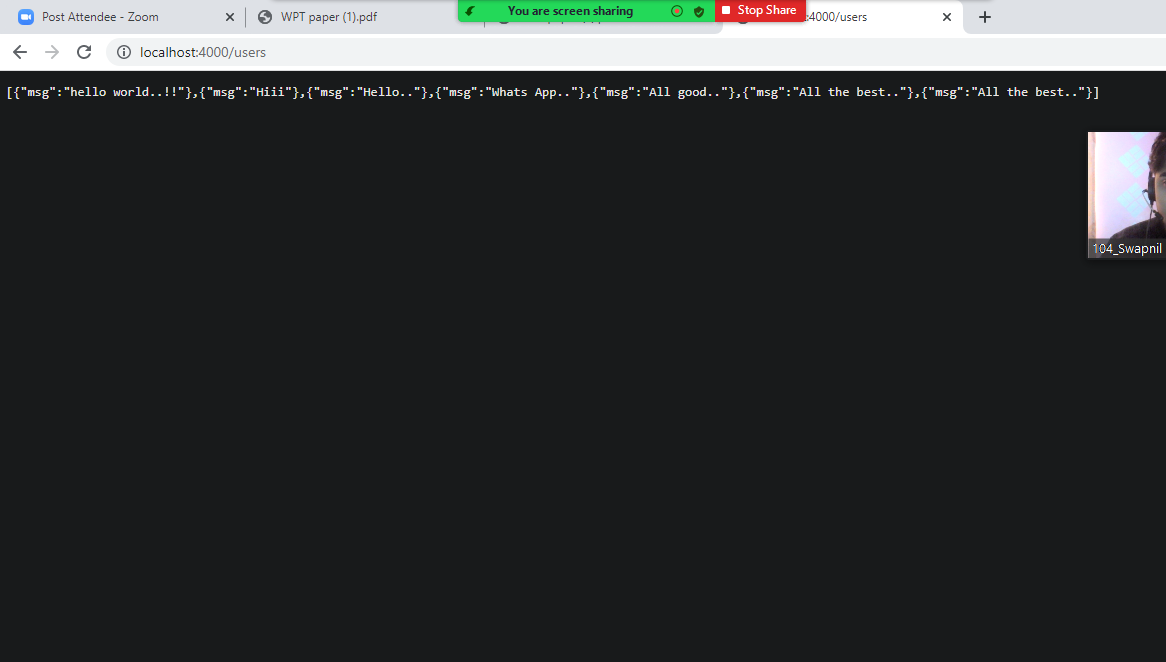 Post Attendee - Zoom
WPT paper (1).pdf
You are screen sharing
Stop Share
:4000/users
localhost:4000/users
[{"msg":"hello world..!!"},{"msg":"Hiii"},{"msg":"Hello.."},{"msg":"Whats App.."},{"msg":"All good.."},{"msg":"All the best.."},{"msg":"All the best.."}]
104_Swapnil